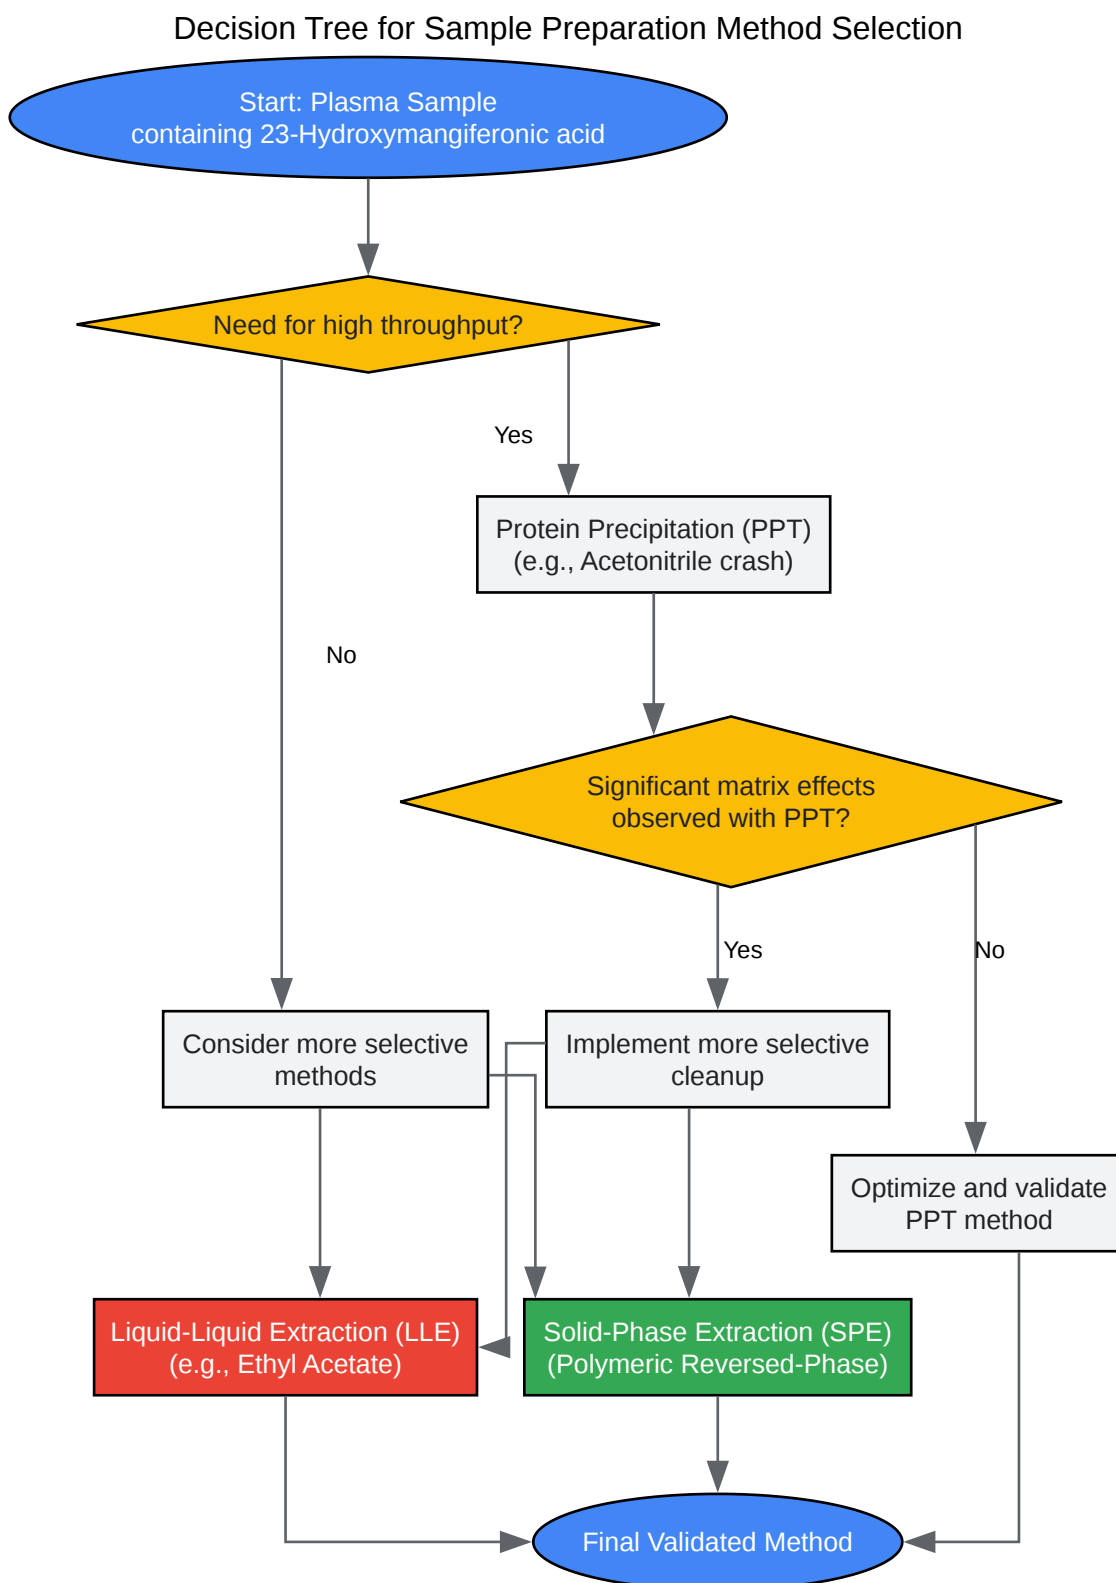 Decision Tree for Sample Preparation Method Selection
Start: Plasma Sample
containing 23-Hydroxymangiferonic acid
Need for high throughput?
Yes
Protein Precipitation (PPT)
(e.g., Acetonitrile crash)
No
Significant matrix effects
observed with PPT?
Yes
No
Consider more selective
methods
Implement more selective
cleanup
Optimize and validate
PPT method
Liquid-Liquid Extraction (LLE)
(e.g., Ethyl Acetate)
Solid-Phase Extraction (SPE)
(Polymeric Reversed-Phase)
Final Validated Method